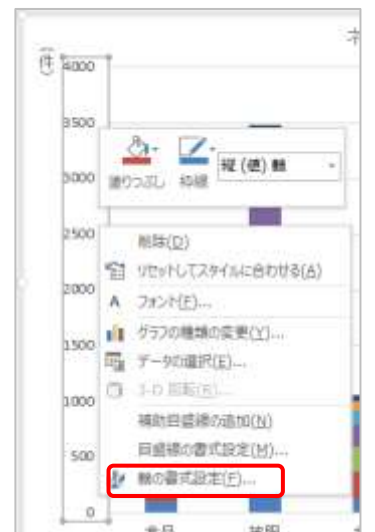 (件)
4000
3500
3000
2500
2000
1500
1000
500
0
塗りつぶし 枠線
縦 (値) 軸
削除(D)
リセットしてスタイルに合わせる(A)
フォント(F)...
グラフの種類の変更(Y)...
データの選択(E)...
3-D 回転(R)...
補助目盛線の追加(N)
目盛線の書式設定(M)...
軸の書式設定(F)...